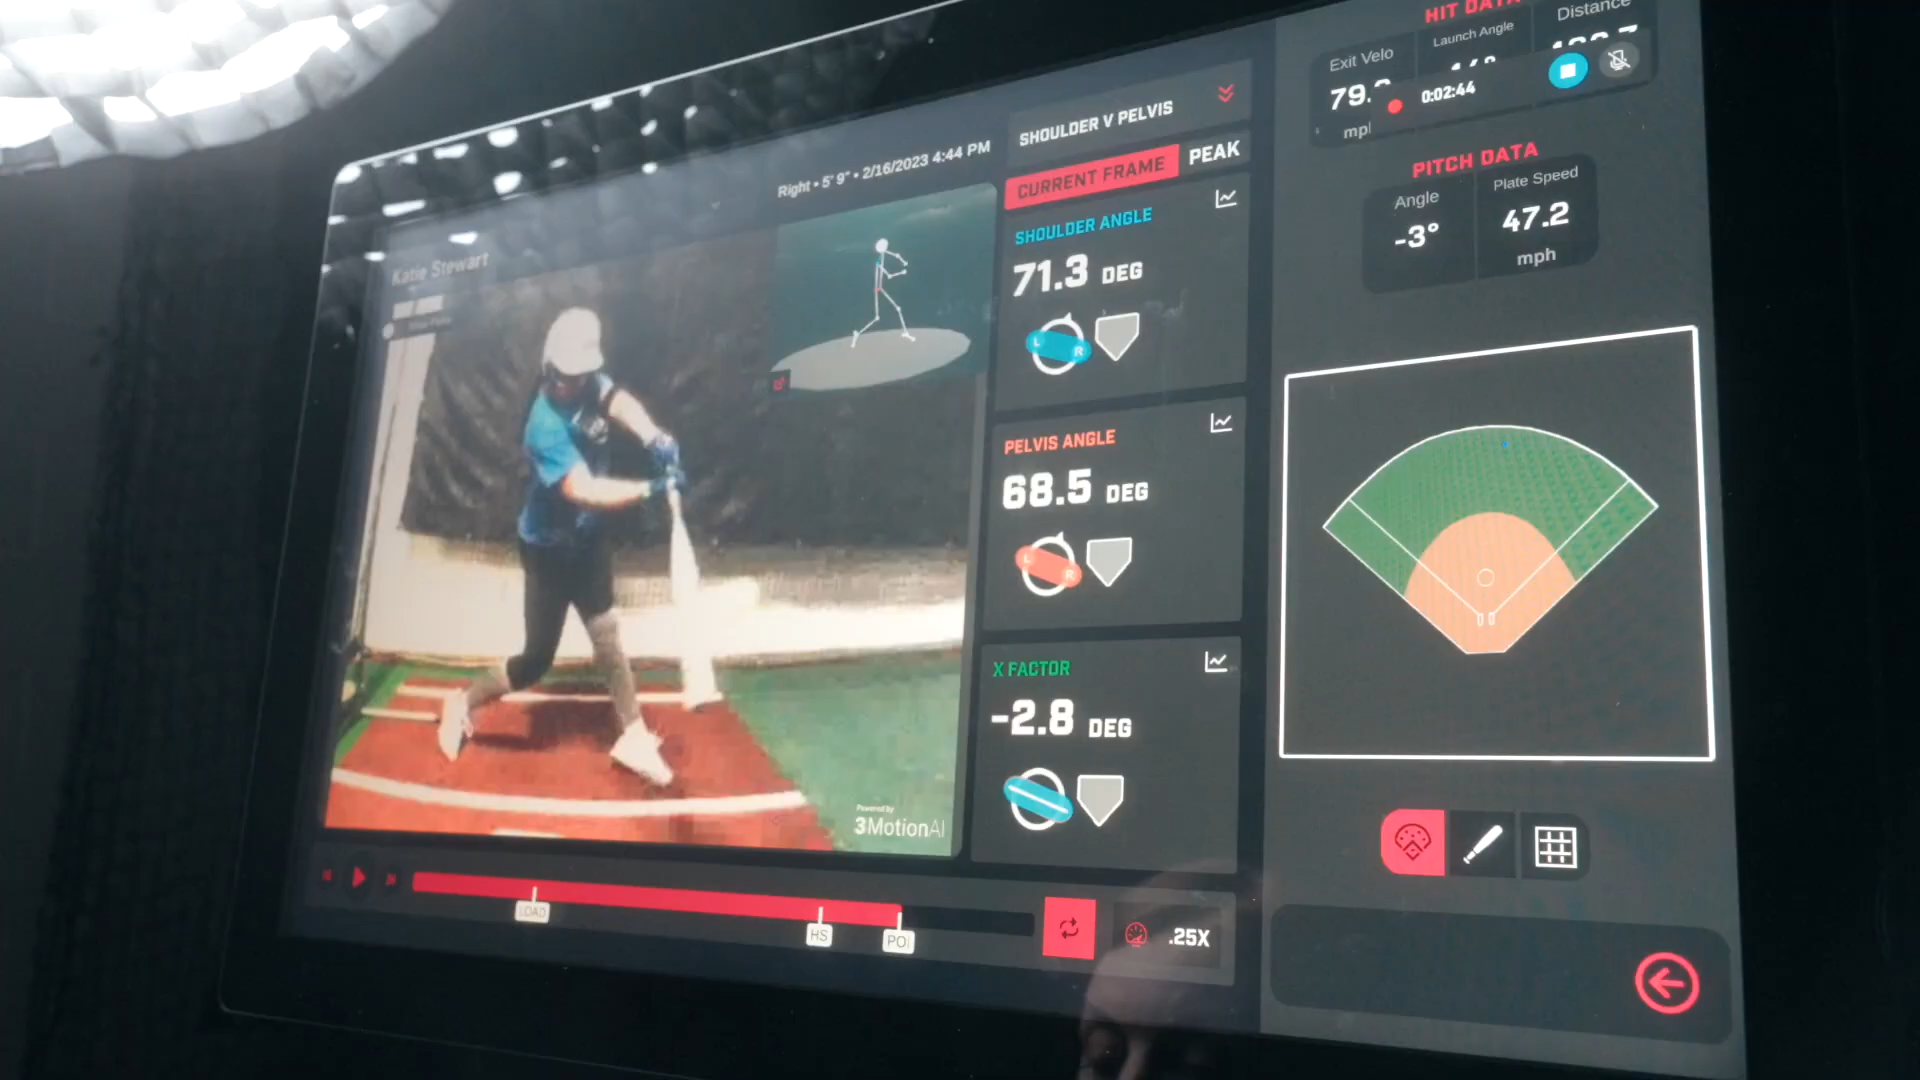 Katie Stewart
Right • 5' 9" • 2/16/2023 4:44 PM
Powered by
3MotionAI
LOAD
HS
POI
.25X
SHOULDER V PELVIS
CURRENT FRAME
PEAK
SHOULDER ANGLE
71.3 DEG
L
R
PELVIS ANGLE
68.5 DEG
L
R
X FACTOR
-2.8 DEG
HIT DATA
Exit Velo
Launch Angle
Distance
0:02:44
PITCH DATA
Angle
Plate Speed
-3°
47.2
mph